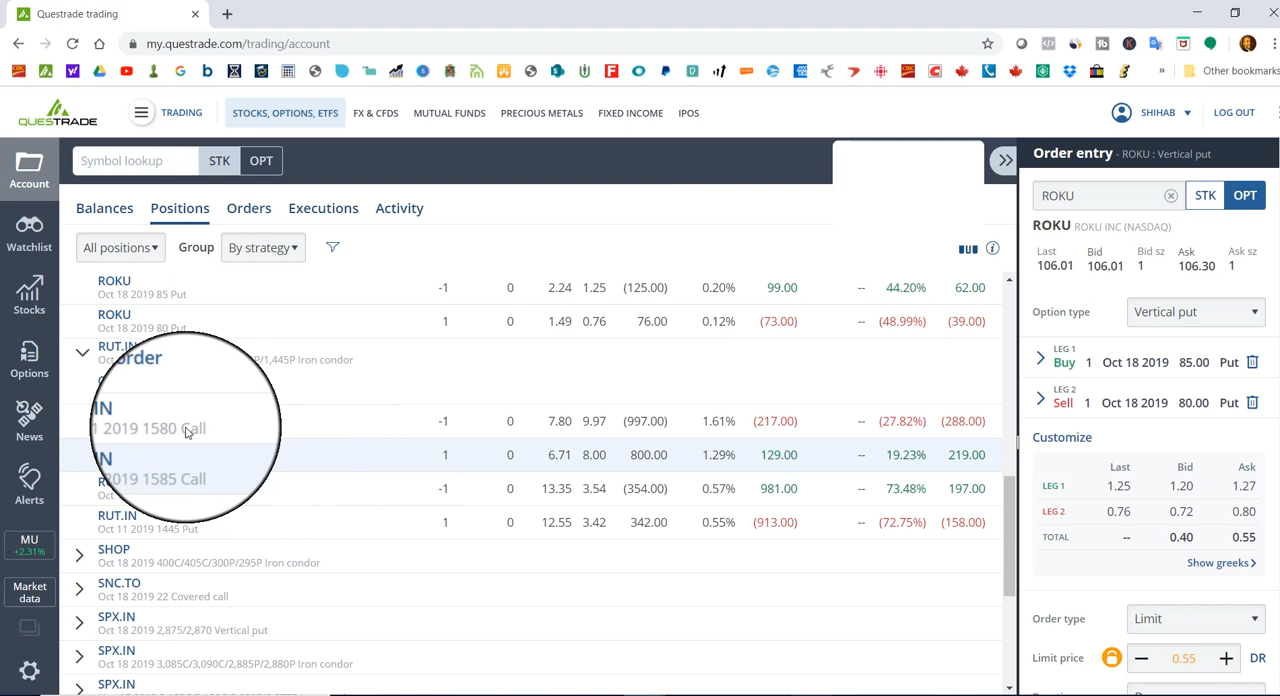 Questrade trading
my.questrade.com/trading/account
Other bookmarks
QUESTRADE
TRADING
STOCKS, OPTIONS, ETFS
FX & CFDS
MUTUAL FUNDS
PRECIOUS METALS
FIXED INCOME
IPOS
SHIHAB
LOG OUT
Account
Watchlist
Stocks
Options
News
Alerts
MU
+2.31%
Market
data
Symbol lookup STK OPT
Balances Positions Orders Executions Activity
All positions Group By strategy
ROKU
Oct 18 2019 85 Put
-1 0 2.24 1.25 (125.00) 0.20% 99.00 -- 44.20% 62.00
ROKU
Oct 18 2019 80 Put
1 0 1.49 0.76 76.00 0.12% (73.00) -- (48.99%) (39.00)
RUT.IN
P/1,445P Iron condor
order
IN
1 2019 1580 Call
-1 0 7.80 9.97 (997.00) 1.61% (217.00) -- (27.82%) (288.00)
IN
2019 1585 Call
1 0 6.71 8.00 800.00 1.29% 129.00 -- 19.23% 219.00
-1 0 13.35 3.54 (354.00) 0.57% 981.00 -- 73.48% 197.00
RUT.IN
Oct 11 2019 1445 Put
1 0 12.55 3.42 342.00 0.55% (913.00) -- (72.75%) (158.00)
SHOP
Oct 18 2019 400C/405C/300P/295P Iron condor
SNC.TO
Oct 18 2019 22 Covered call
SPX.IN
Oct 18 2019 2,875/2,870 Vertical put
SPX.IN
Oct 18 2019 3,085C/3,090C/2,885P/2,880P Iron condor
SPX.IN
Order entry - ROKU : Vertical put
ROKU STK OPT
ROKU ROKU INC (NASDAQ)
Last Bid Bid sz Ask Ask sz
106.01 106.01 1 106.30 1
Option type Vertical put
LEG 1
Buy 1 Oct 18 2019 85.00 Put
LEG 2
Sell 1 Oct 18 2019 80.00 Put
Customize
Last Bid Ask
LEG 1 1.25 1.20 1.27
LEG 2 0.76 0.72 0.80
TOTAL -- 0.40 0.55
Show greeks
Order type Limit
Limit price 0.55 DR